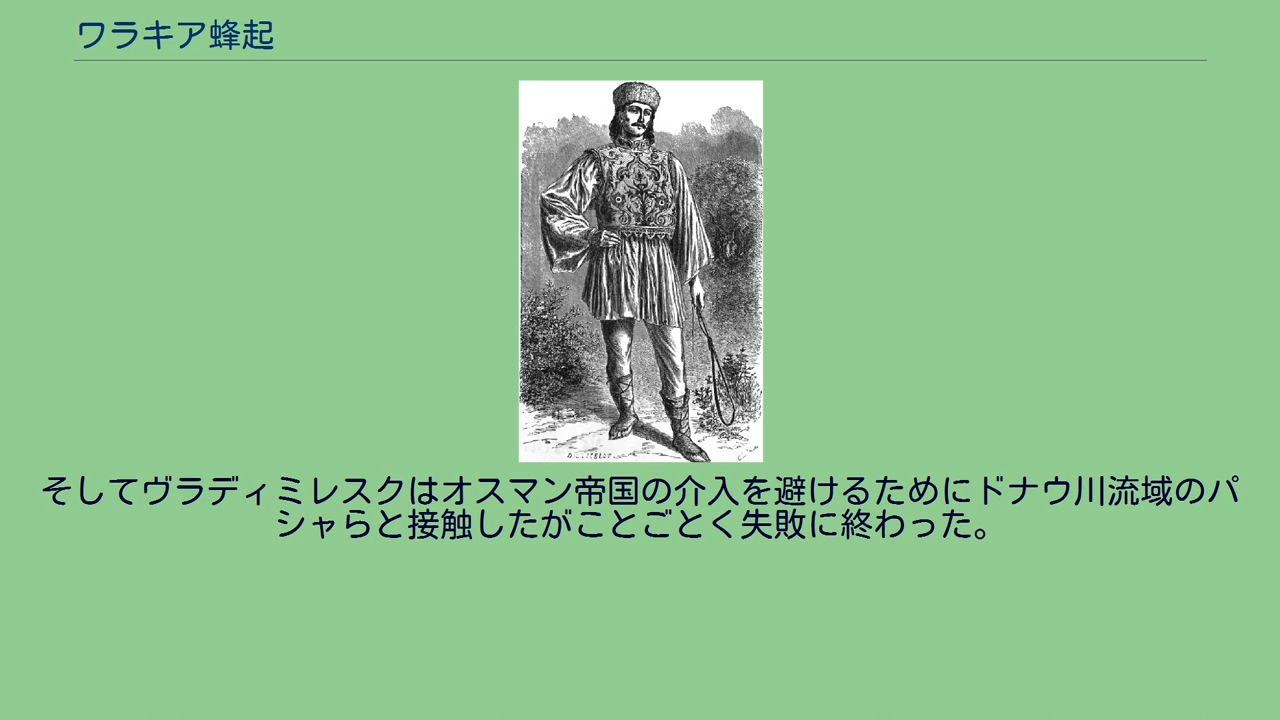 ワラキア蜂起
そしてヴラディミレスクはオスマン帝国の介入を避けるためにドナウ川流域のパ
シャらと接触したがことごとく失敗に終わった。